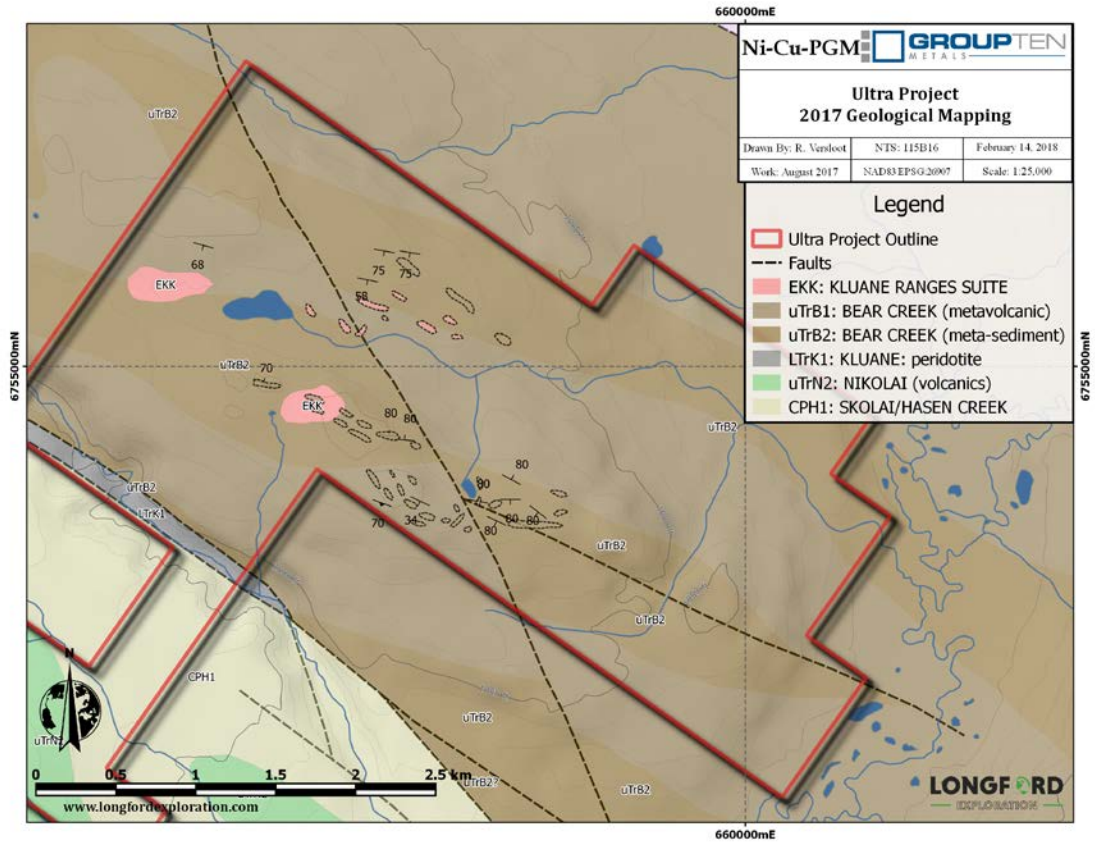 660000mE
Ni-Cu-PGM GROUPTEN
METALS
Ultra Project
2017 Geological Mapping
Drawn By: R. Versloot NTS: 115B16 February 14, 2018
Work: August 2017 NAD83 EPSG:26907 Scale: 1:25,000
Legend
Ultra Project Outline
Faults
EKK: KLUANE RANGES SUITE
uTrB1: BEAR CREEK (metavolcanic)
uTrB2: BEAR CREEK (meta-sediment)
LTrK1: KLUANE: peridotite
uTrN2: NIKOLAI (volcanics)
CPH1: SKOLAI/HASEN CREEK
uTrB2
68
EKK
75
75
58
6755000mN
6755000mN
uTrB2
70
EKK
80
80
uTrB2
80
80
uTrB2
LTrK1
70
34
80
80
80
uTrB2
uTrB2
CPH1
uTrB2
N
uTrB2?
uTrB2
0 0.5 1 1.5 2 2.5 km
www.longfordexploration.com
LONGFORD
EXPLORATION
660000mE